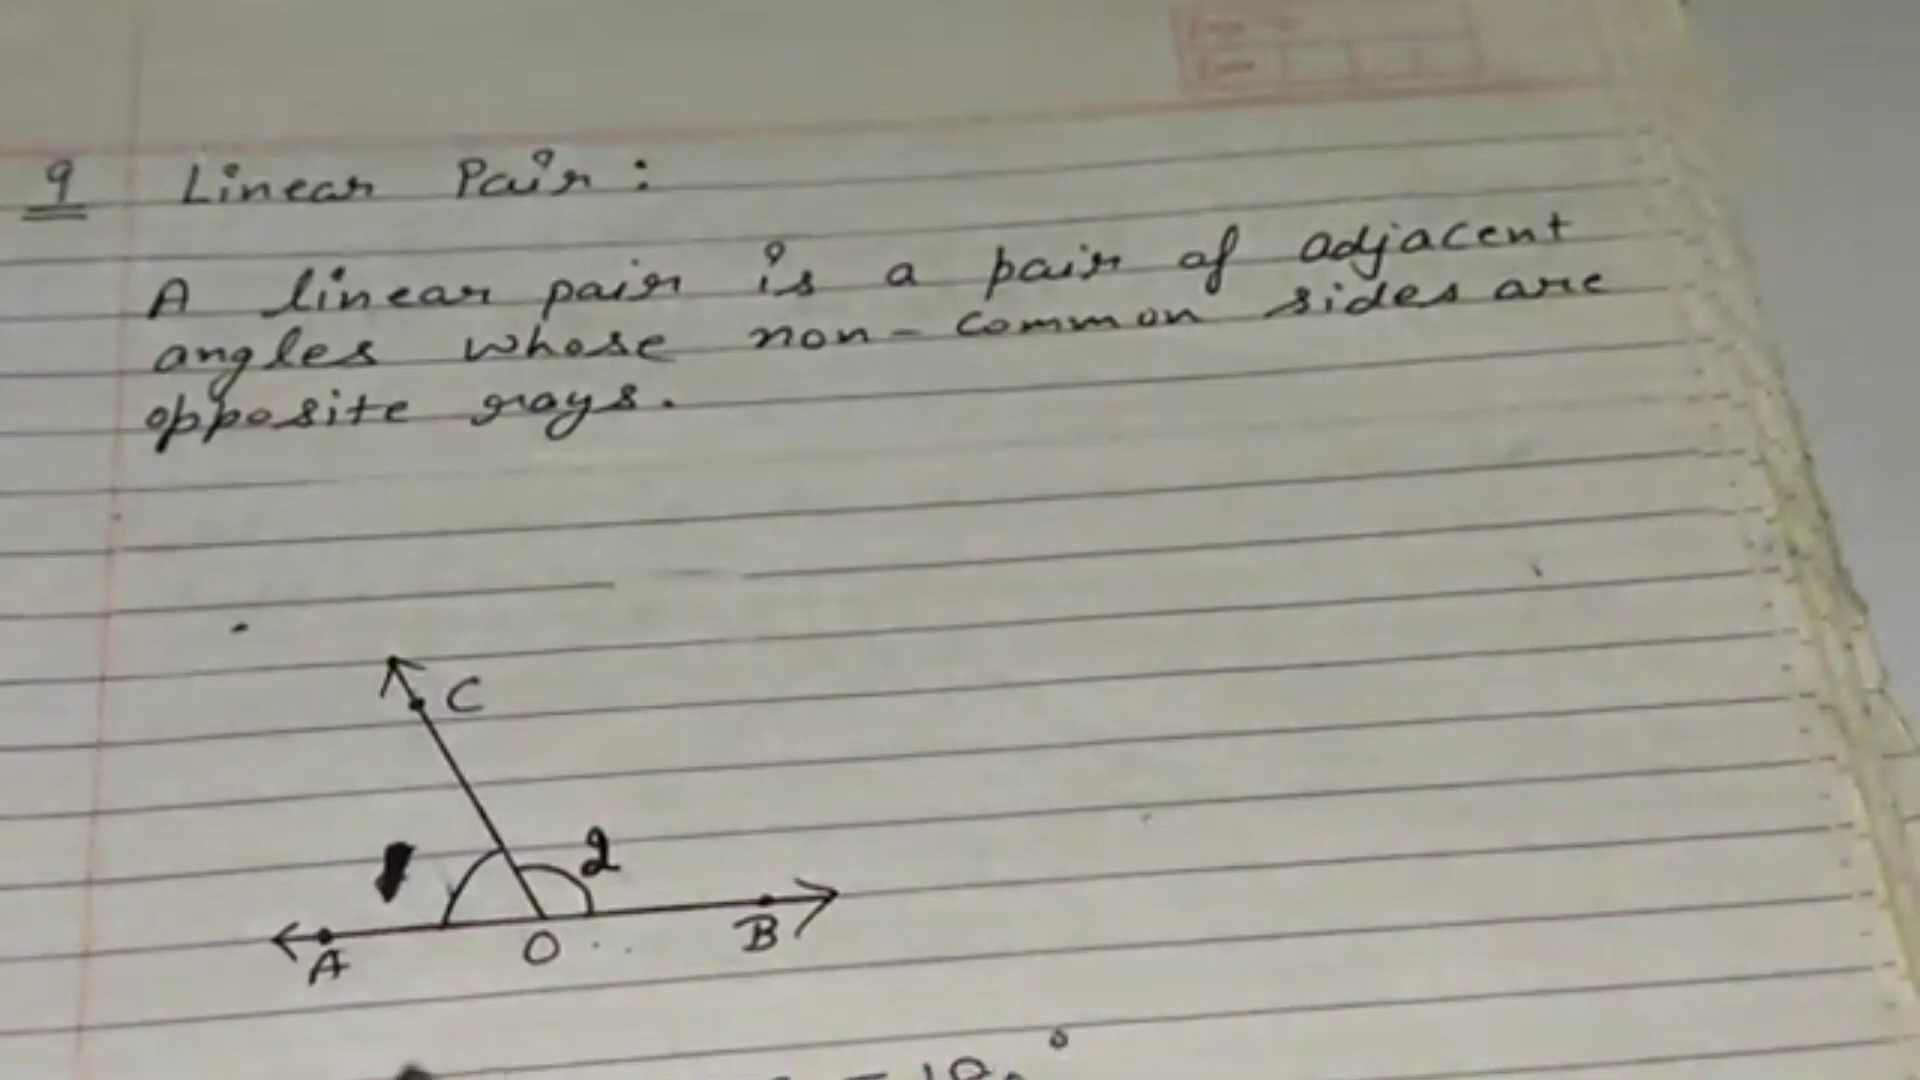 9 Linear Pair:
A linear pair is a pair of adjacent
angles whose non-common sides are
opposite rays.
C
2
A O B